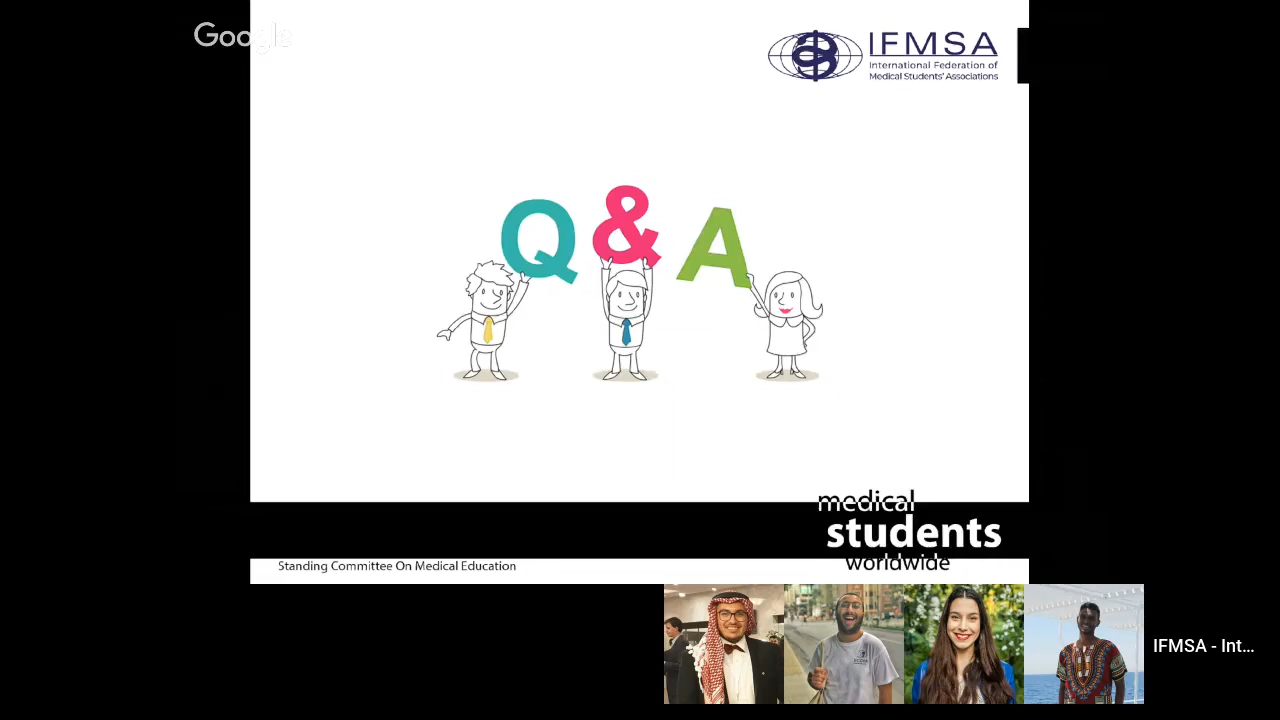 Google
IFMSA
International Federation of
Medical Students' Associations
Q & A
medical
students
worldwide
Standing Committee On Medical Education
IFMSA - Int...